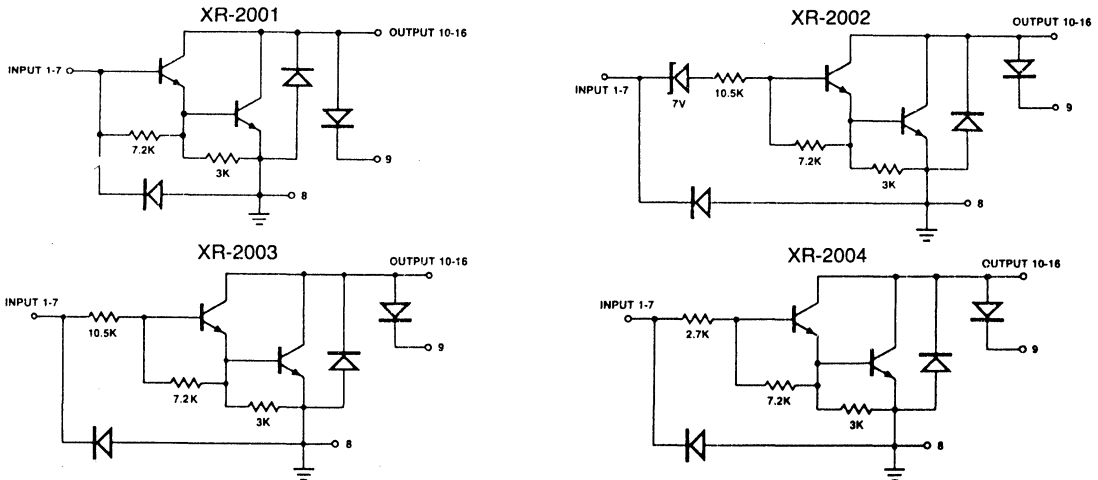 XR-2001
OUTPUT 10-16
INPUT 1-7
7.2K
3K
9
8
XR-2002
OUTPUT 10-16
INPUT 1-7
7V
10.5K
9
7.2K
3K
8
XR-2003
OUTPUT 10-16
INPUT 1-7
10.5K
9
7.2K
3K
8
XR-2004
OUTPUT 10-16
INPUT 1-7
2.7K
9
7.2K
3K
8